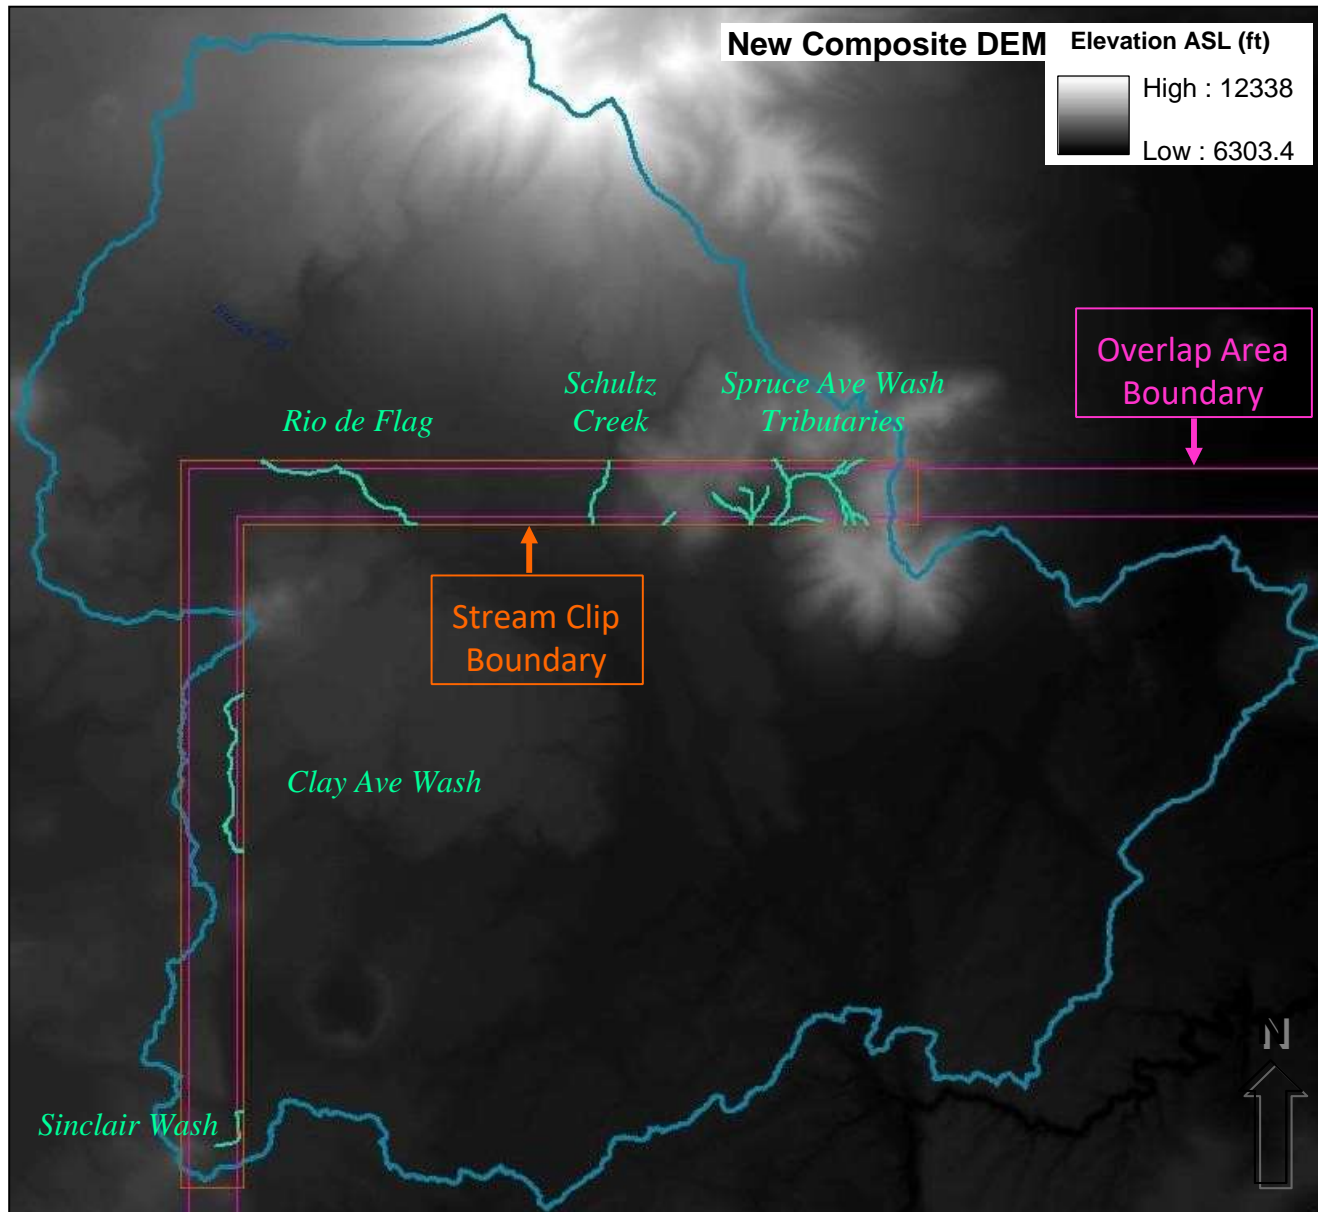 New Composite DEM
Elevation ASL (ft)
High : 12338
Low : 6303.4
Overlap Area
Boundary
Schultz
Creek
Spruce Ave Wash
Tributaries
Rio de Flag
Stream Clip
Boundary
Clay Ave Wash
Sinclair Wash
N